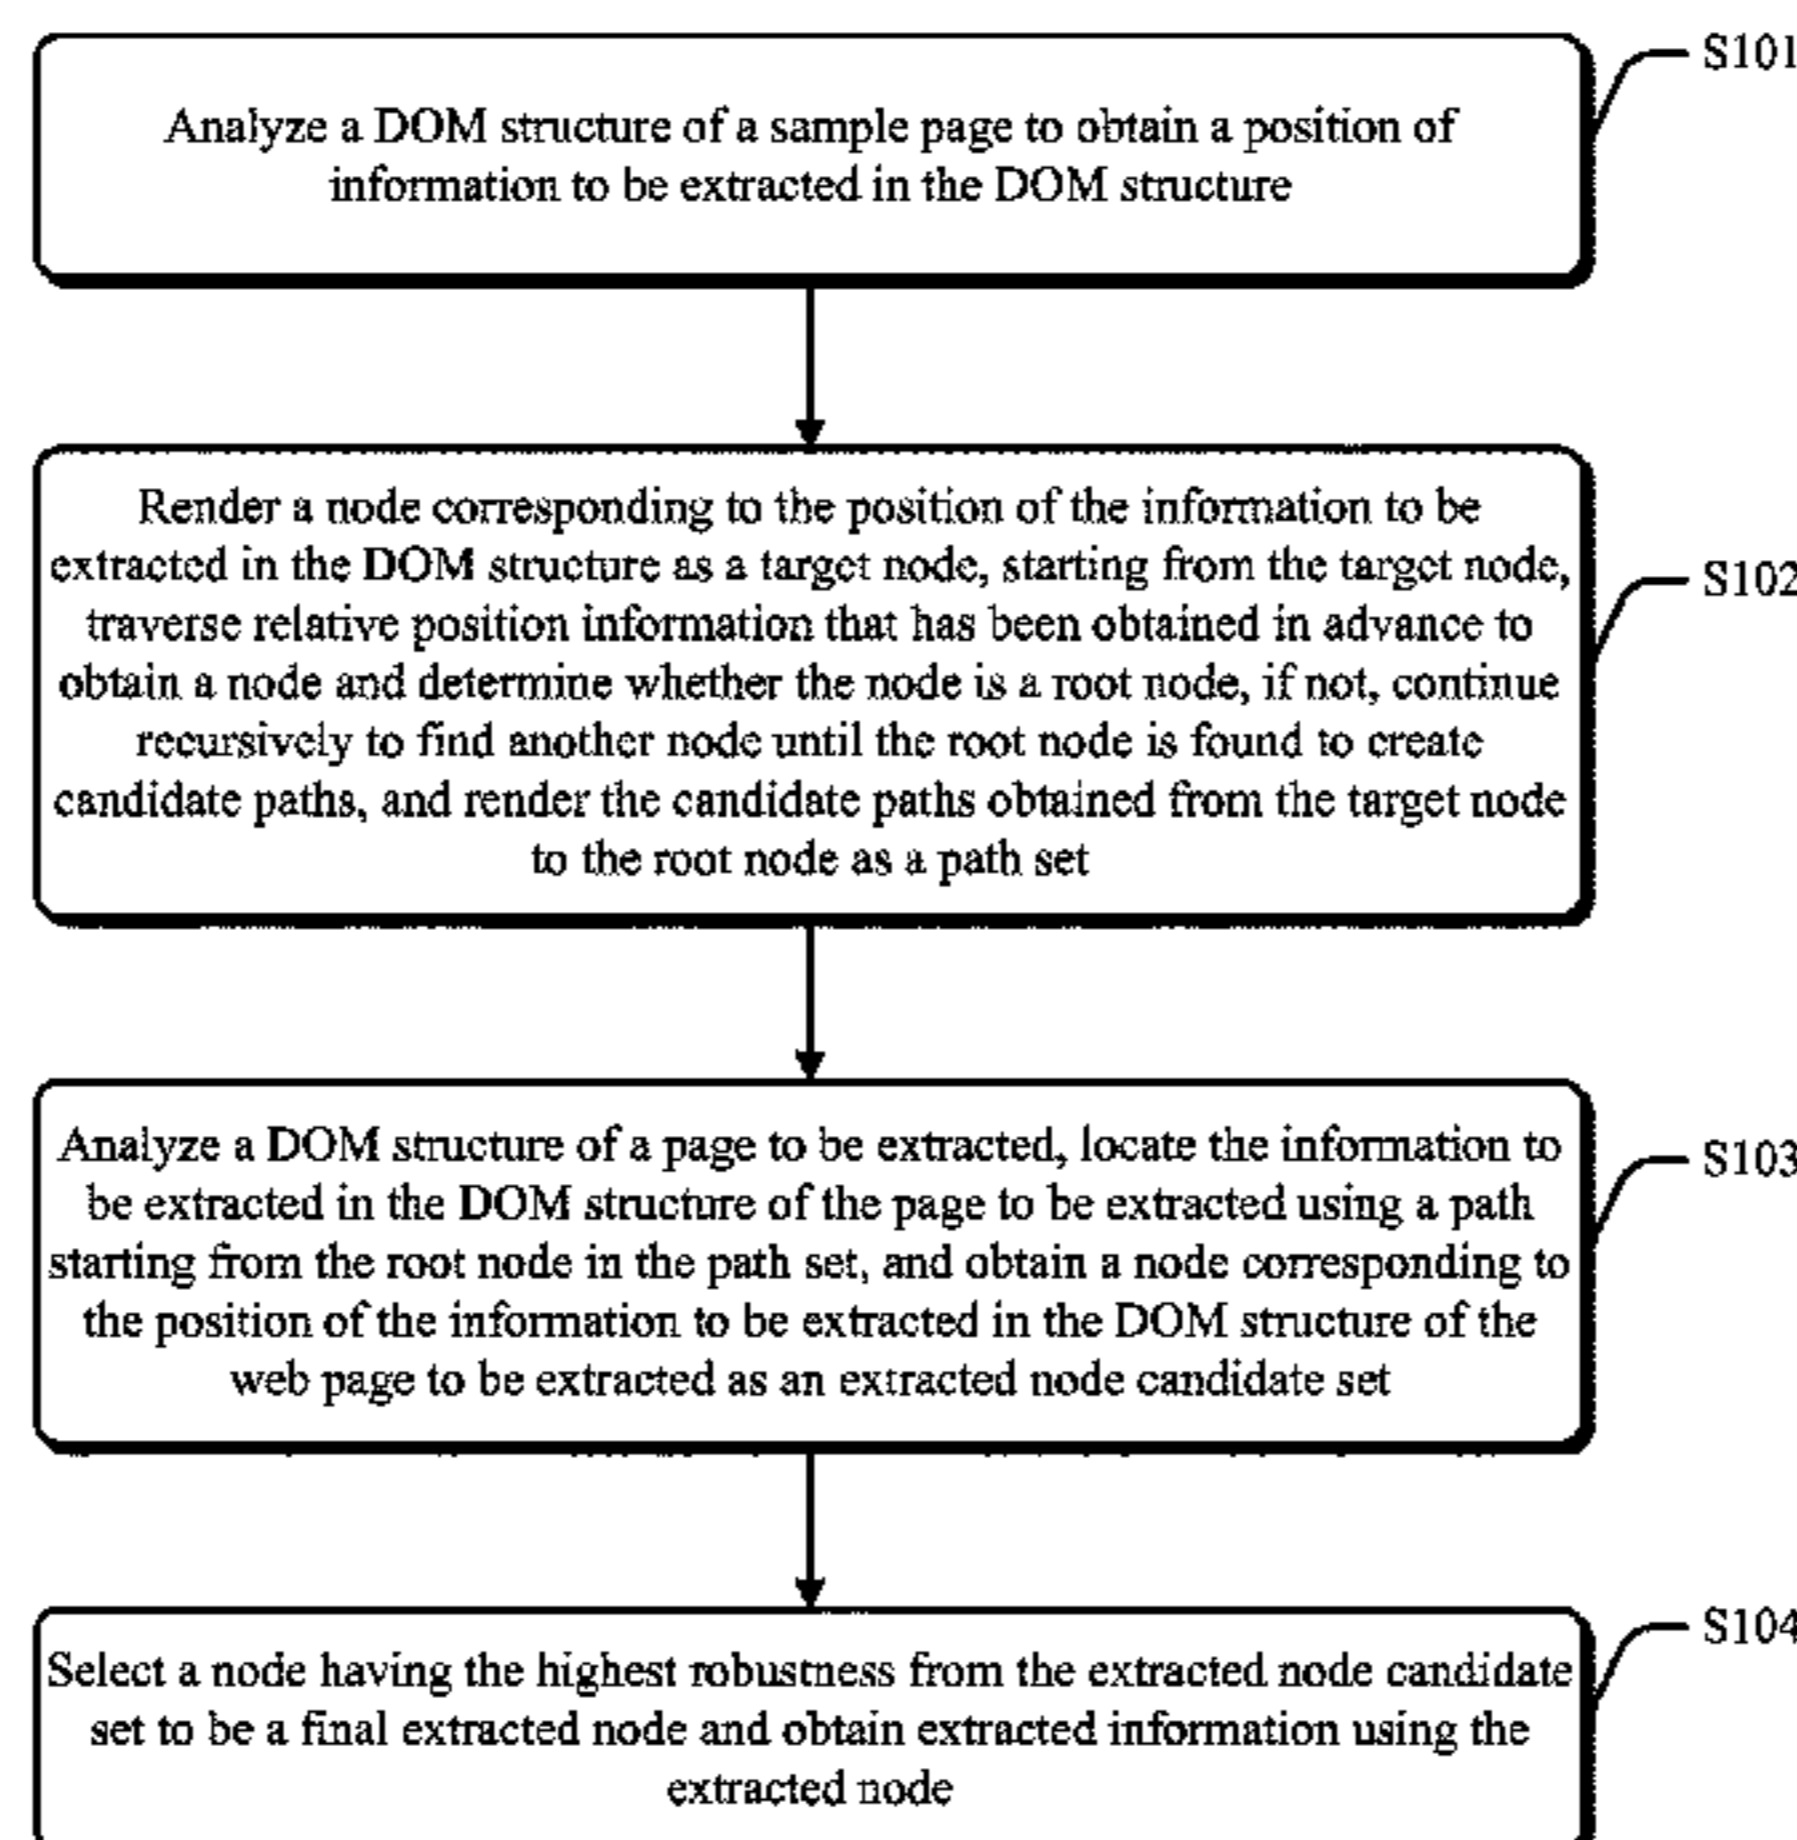 S101
Analyze a DOM structure of a sample page to obtain a position of
information to be extracted in the DOM structure
Render a node corresponding to the position of the information to be
extracted in the DOM structure as a target node, starting from the target node,
S102
traverse relative position information that has been obtained in advance to
obtain a node and determine whether the node is a root node, if not, continue
recursively to find another node until the root node is found to create
candidate paths, and render the candidate paths obtained from the target node
to the root node as a path set
Analyze a DOM structure of a page to be extracted, locate the information to
S103
be extracted in the DOM structure of the page to be extracted using a path
starting from the root node in the path set, and obtain a node corresponding to
the position of the information to be extracted in the DOM structure of the
web page to be extracted as an extracted node candidate set
S104
Select a node having the highest robustness from the extracted node candidate
set to be a final extracted node and obtain extracted information using the
extracted node